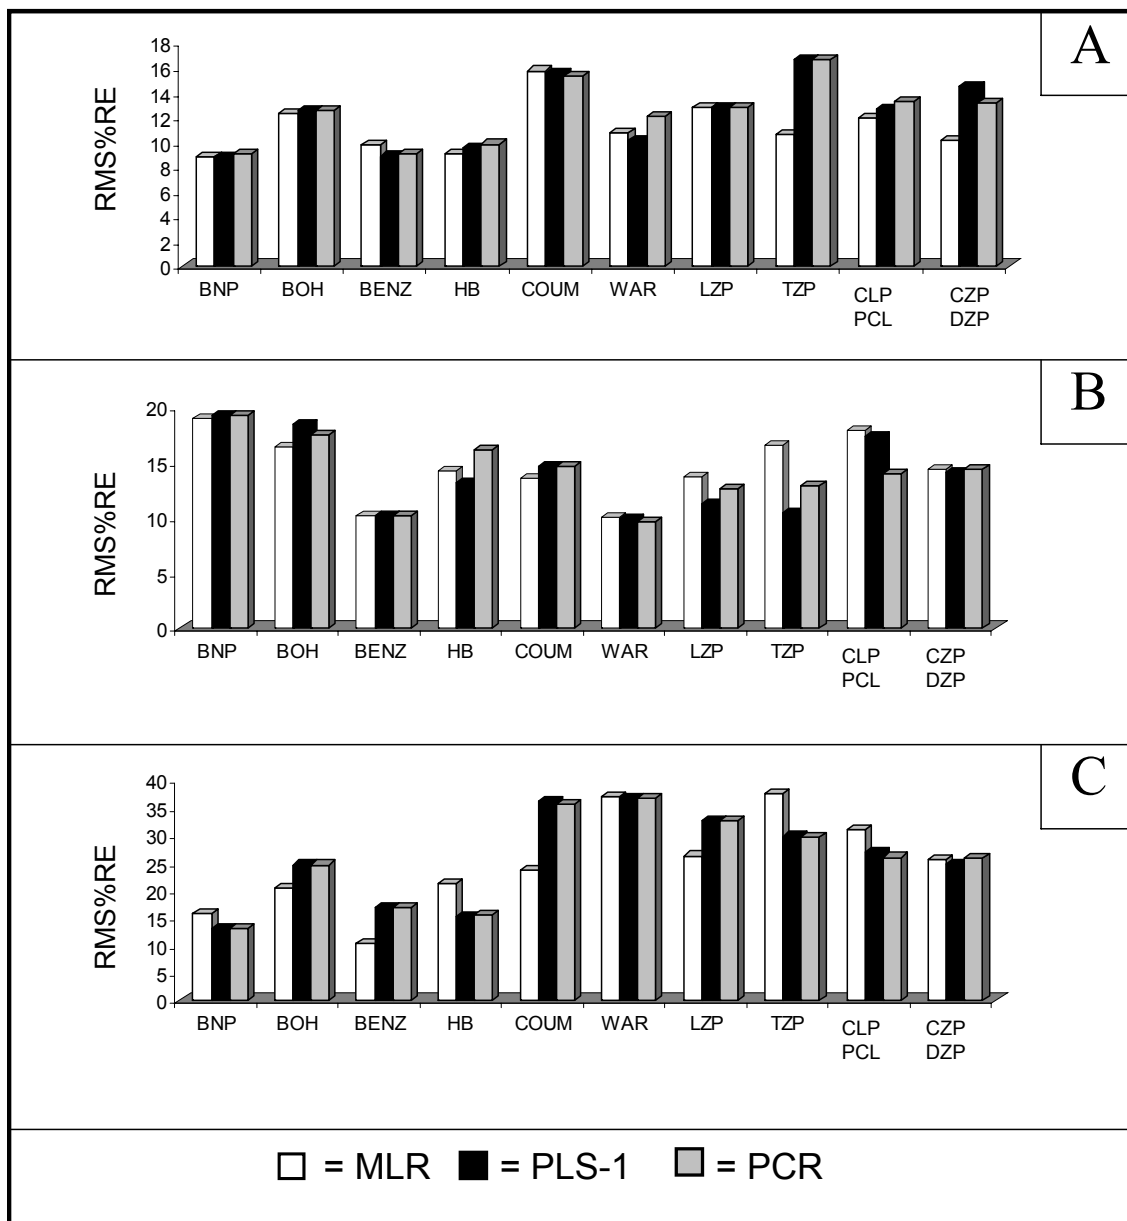 A
RMS%RE
18
16
14
12
10
8
6
4
2
0
BNP BOH BENZ HB COUM WAR LZP TZP CLP PCL CZP DZP
B
RMS%RE
20
15
10
5
0
BNP BOH BENZ HB COUM WAR LZP TZP CLP PCL CZP DZP
C
RMS%RE
40
35
30
25
20
15
10
5
0
BNP BOH BENZ HB COUM WAR LZP TZP CLP PCL CZP DZP
= MLR = PLS-1 = PCR